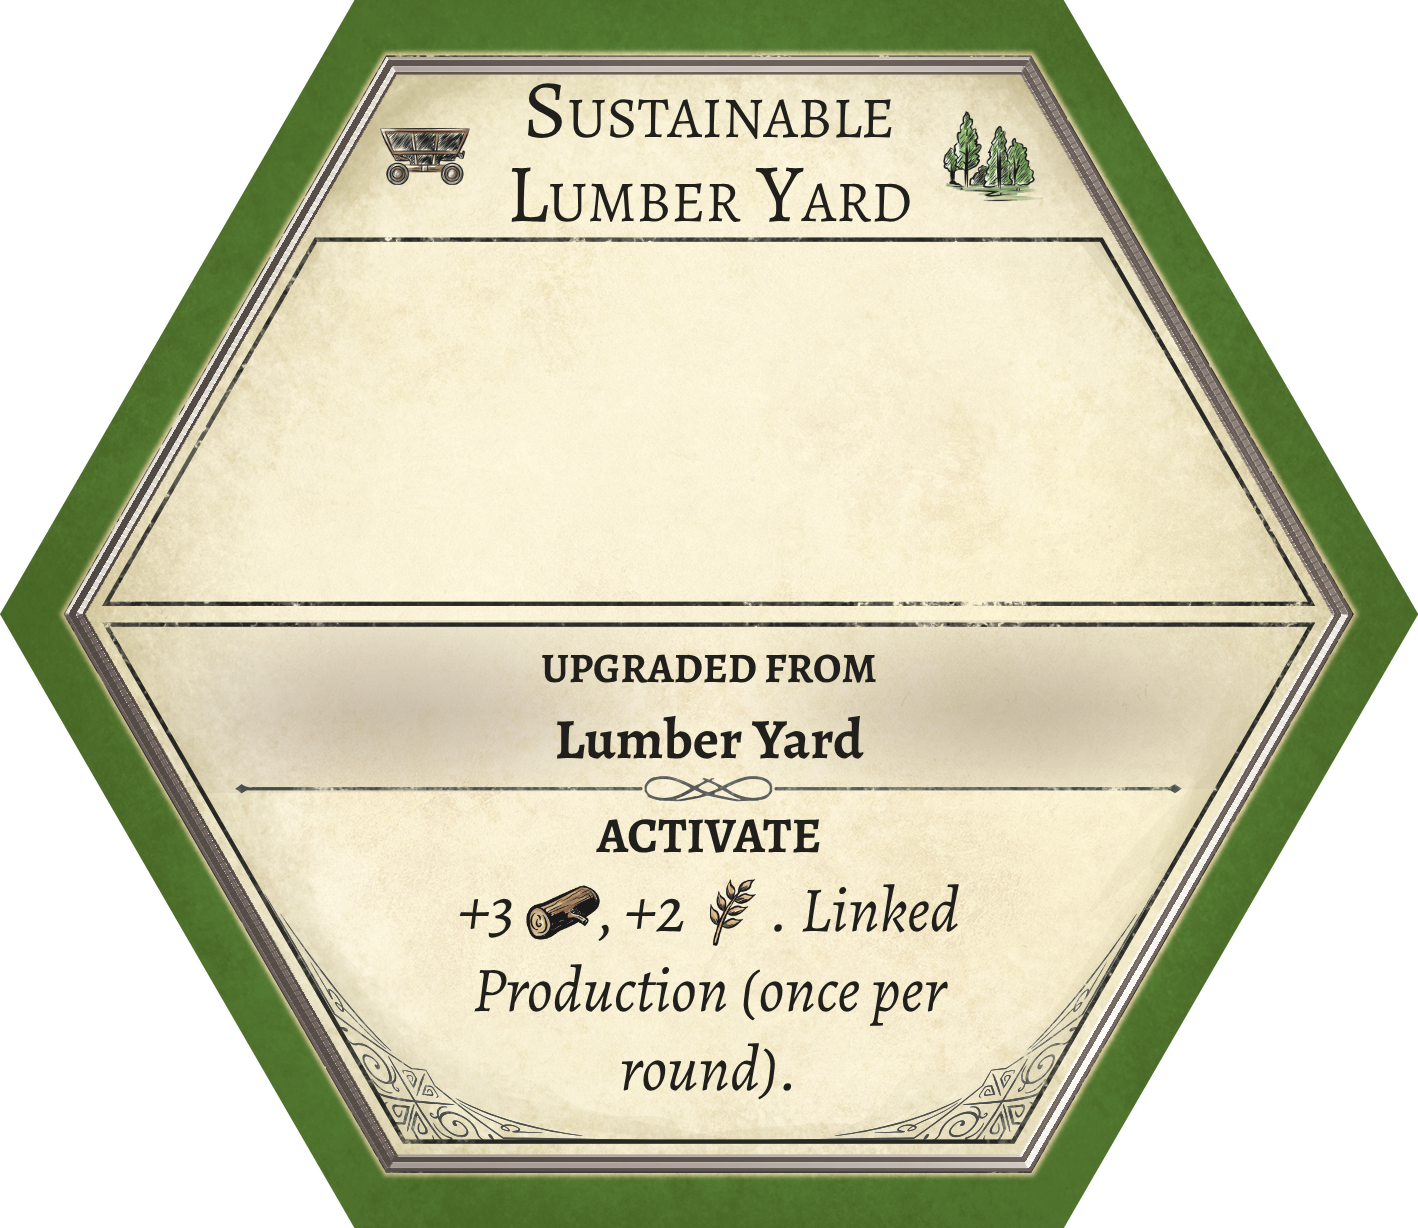 Sustainable
Lumber Yard
UPGRADED FROM
Lumber Yard
ACTIVATE
+3 , +2 . Linked
Production (once per
round).